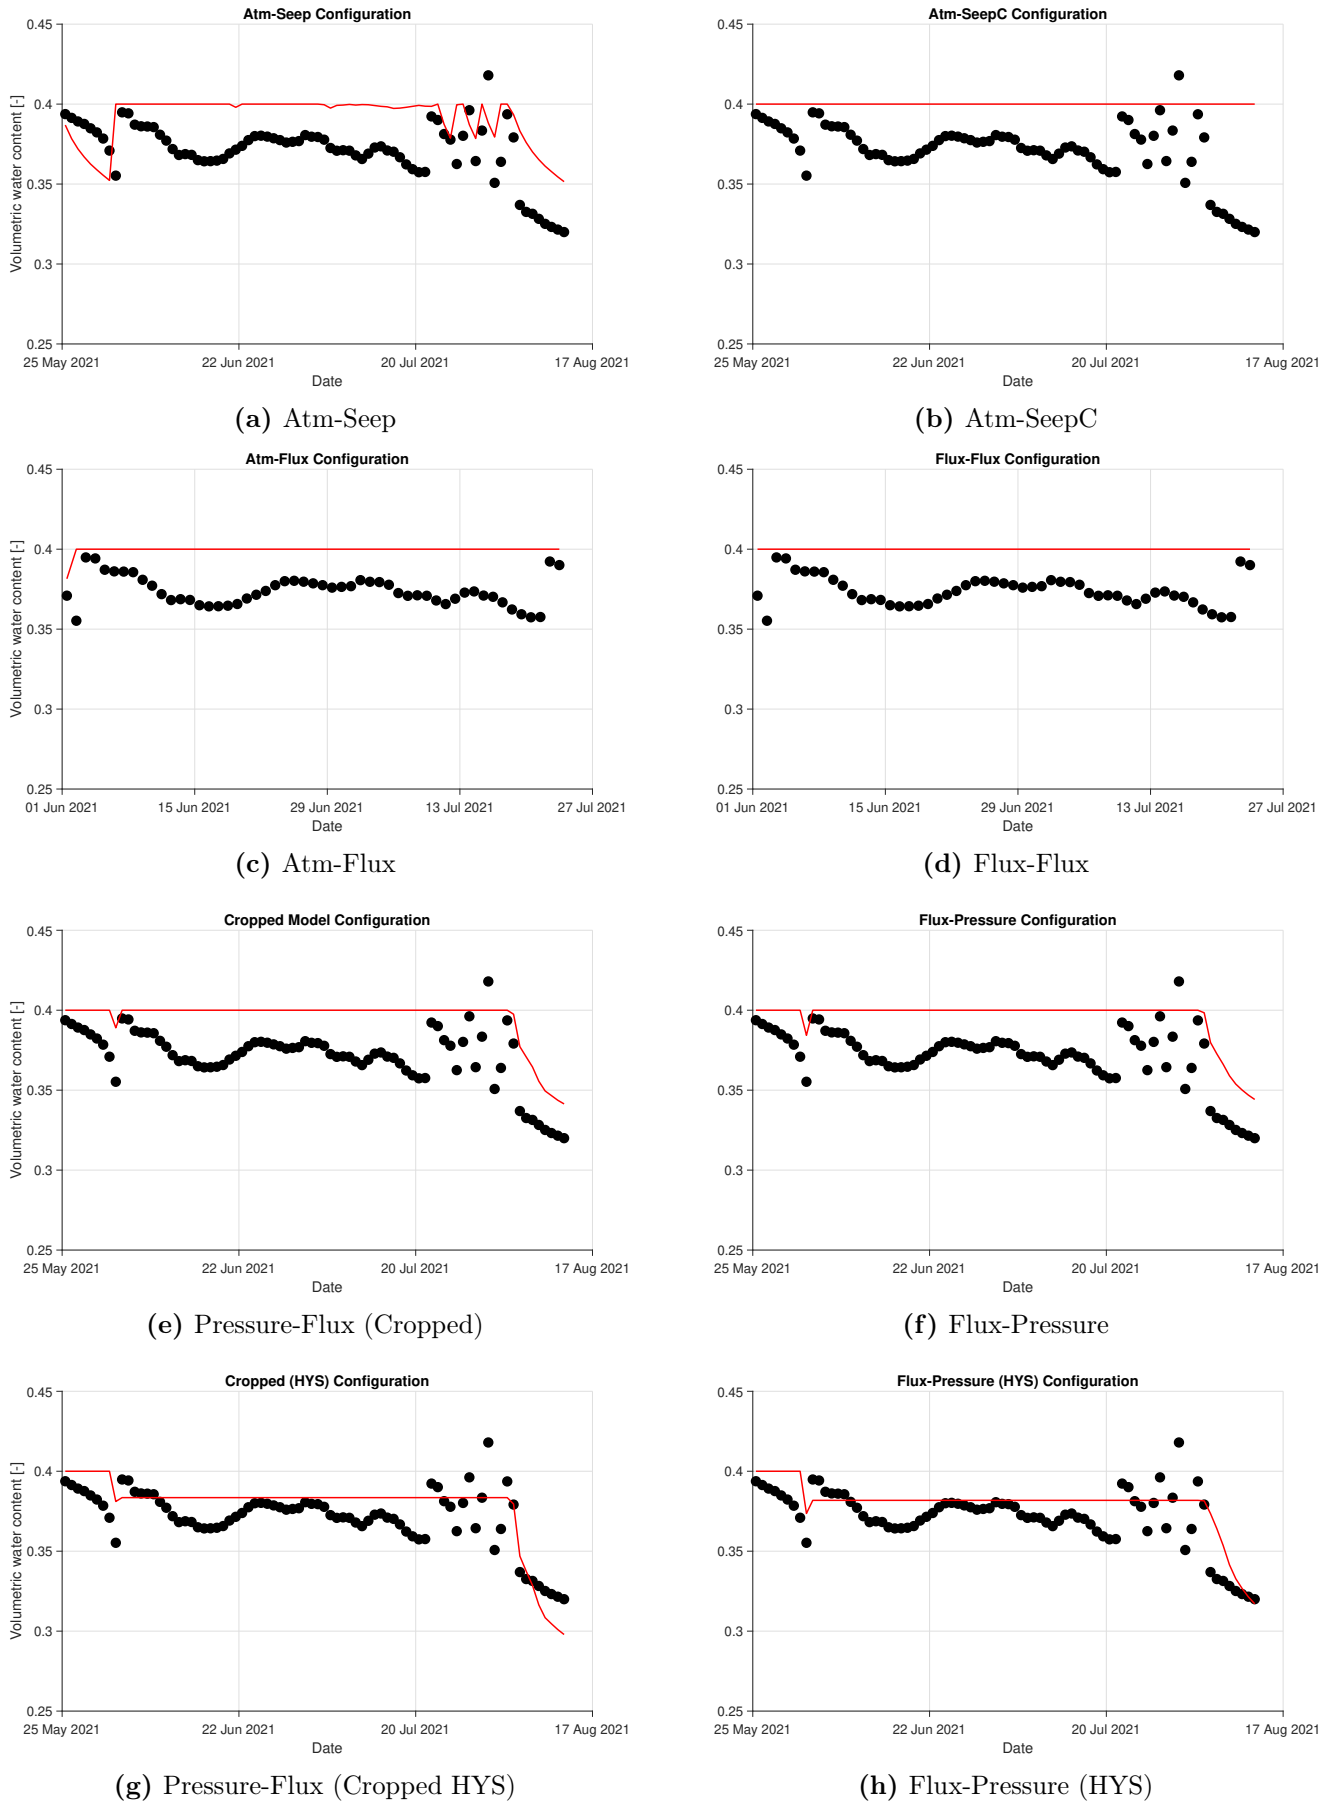 Atm-Seep Configuration
Volumetric water content [-]
0.45
0.4
0.35
0.3
0.25
25 May 2021 22 Jun 2021 20 Jul 2021 17 Aug 2021
Date
(a) Atm-Seep
Atm-SeepC Configuration
0.45
0.4
0.35
0.3
0.25
25 May 2021 22 Jun 2021 20 Jul 2021 17 Aug 2021
Date
(b) Atm-SeepC
Atm-Flux Configuration
Volumetric water content [-]
0.45
0.4
0.35
0.3
0.25
01 Jun 2021 15 Jun 2021 29 Jun 2021 13 Jul 2021 27 Jul 2021
Date
(c) Atm-Flux
Flux-Flux Configuration
0.45
0.4
0.35
0.3
0.25
01 Jun 2021 15 Jun 2021 29 Jun 2021 13 Jul 2021 27 Jul 2021
Date
(d) Flux-Flux
Cropped Model Configuration
Volumetric water content [-]
0.45
0.4
0.35
0.3
0.25
25 May 2021 22 Jun 2021 20 Jul 2021 17 Aug 2021
Date
(e) Pressure-Flux (Cropped)
Flux-Pressure Configuration
0.45
0.4
0.35
0.3
0.25
25 May 2021 22 Jun 2021 20 Jul 2021 17 Aug 2021
Date
(f) Flux-Pressure
Cropped (HYS) Configuration
Volumetric water content [-]
0.45
0.4
0.35
0.3
0.25
25 May 2021 22 Jun 2021 20 Jul 2021 17 Aug 2021
Date
(g) Pressure-Flux (Cropped HYS)
Flux-Pressure (HYS) Configuration
0.45
0.4
0.35
0.3
0.25
25 May 2021 22 Jun 2021 20 Jul 2021 17 Aug 2021
Date
(h) Flux-Pressure (HYS)